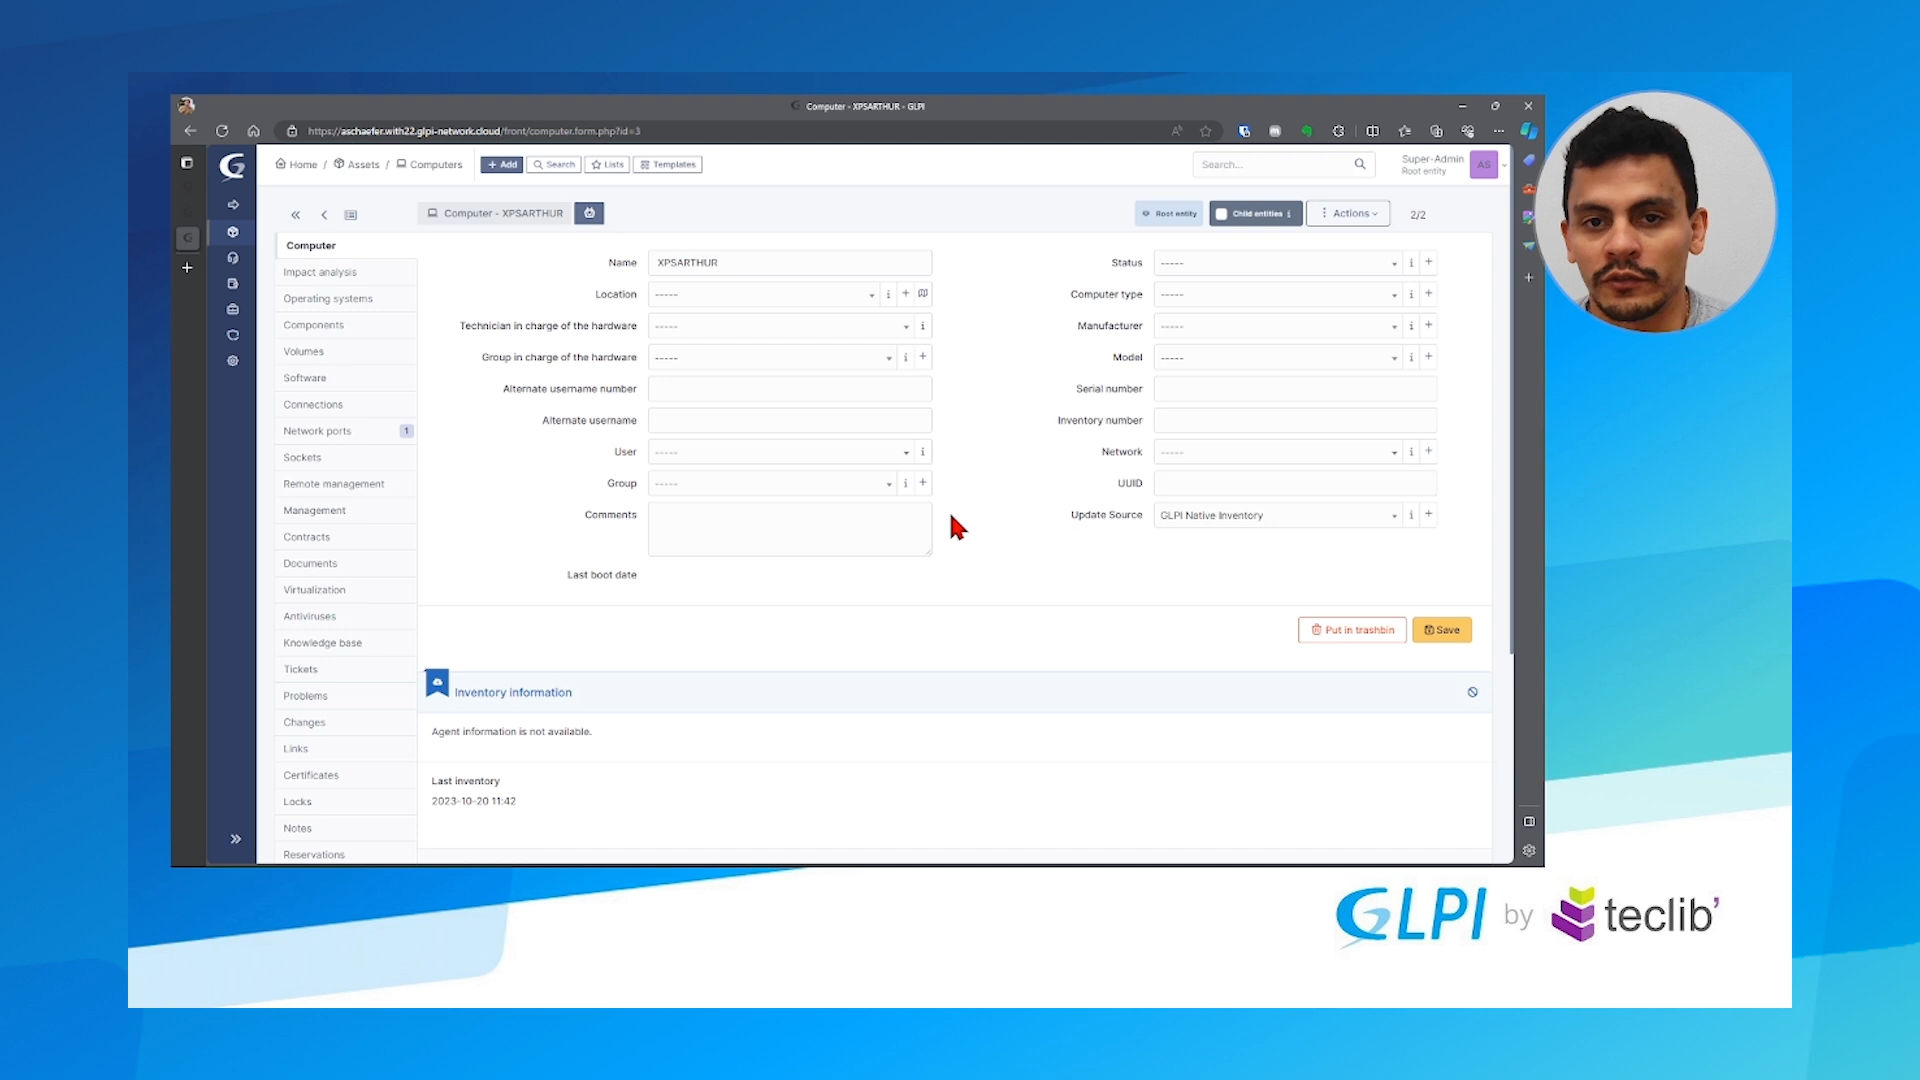 Computer - XPSARTHUR - GLPI
https://aschaefer.with22.glpi-network.cloud/front/computer.form.php?id=3
Home / Assets / Computers
+ Add
Search
Lists
Templates
Search...
Super-Admin
Root entity
AS
Computer - XPSARTHUR
Root entity
Child entities
Actions
2/2
Computer
Impact analysis
Operating systems
Components
Volumes
Software
Connections
Network ports 1
Sockets
Remote management
Management
Contracts
Documents
Virtualization
Antiviruses
Knowledge base
Tickets
Problems
Changes
Links
Certificates
Locks
Notes
Reservations
Name XPSARTHUR
Location -----
Technician in charge of the hardware -----
Group in charge of the hardware -----
Alternate username number
Alternate username
User -----
Group -----
Comments
Last boot date
Status -----
Computer type -----
Manufacturer -----
Model -----
Serial number
Inventory number
Network -----
UUID
Update Source GLPI Native Inventory
Put in trashbin
Save
Inventory information
Agent information is not available.
Last inventory
2023-10-20 11:42
GLPI by teclib'